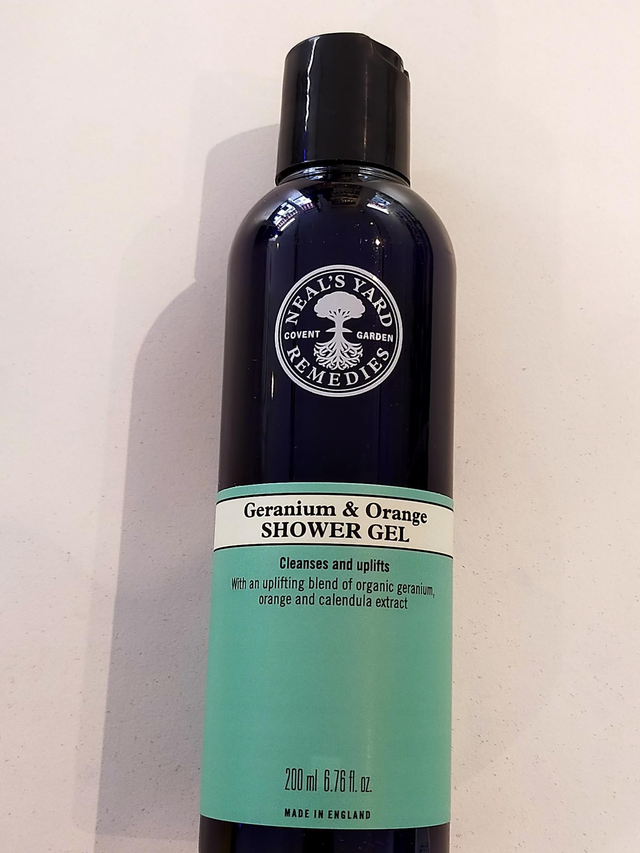 NEAL'S YARD
COVENT GARDEN
REMEDIES
Geranium & Orange
SHOWER GEL
Cleanses and uplifts
With an uplifting blend of organic geranium,
orange and calendula extract
200 ml 6.76 fl. oz.
MADE IN ENGLAND